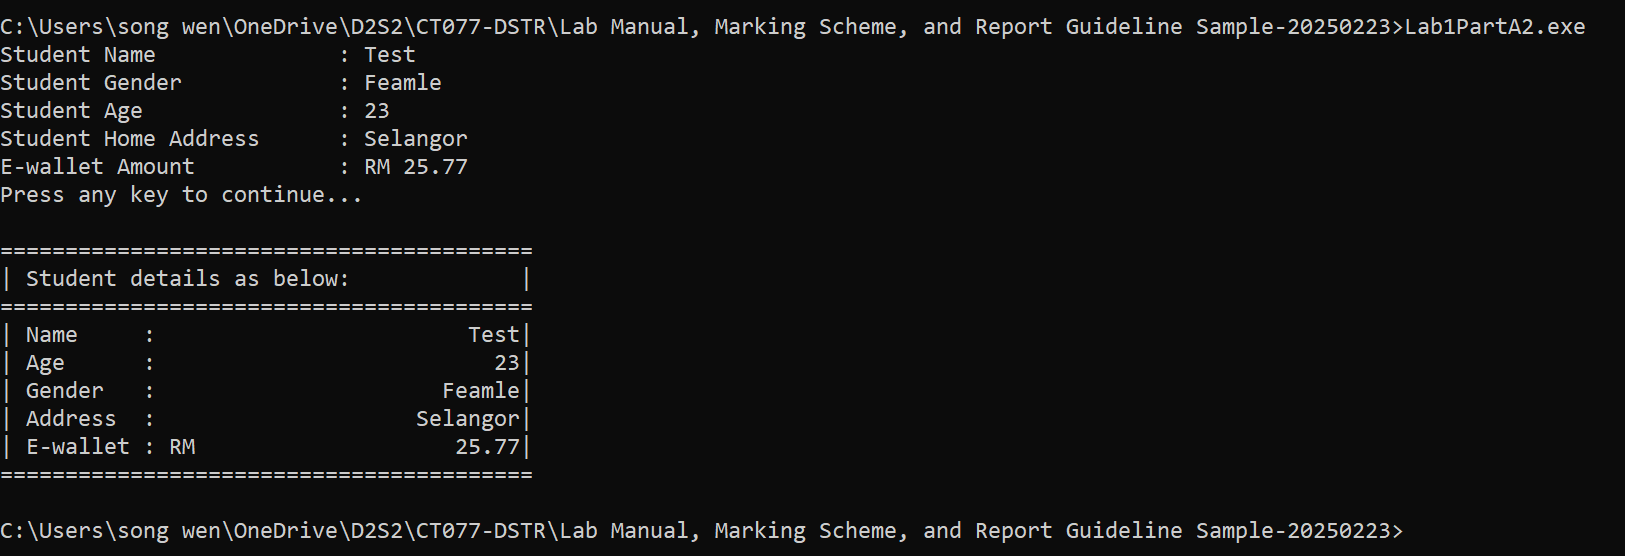 C:\Users\song wen\OneDrive\D2S2\CT077-DSTR\Lab Manual, Marking Scheme, and Report Guideline Sample-20250223>Lab1PartA2.exe
Student Name              : Test
Student Gender            : Feamle
Student Age               : 23
Student Home Address      : Selangor
E-wallet Amount           : RM 25.77
Press any key to continue...

=========================================
| Student details as below:             |
=========================================
| Name     :                        Test|
| Age      :                          23|
| Gender   :                      Feamle|
| Address  :                    Selangor|
| E-wallet : RM                    25.77|
=========================================

C:\Users\song wen\OneDrive\D2S2\CT077-DSTR\Lab Manual, Marking Scheme, and Report Guideline Sample-20250223>